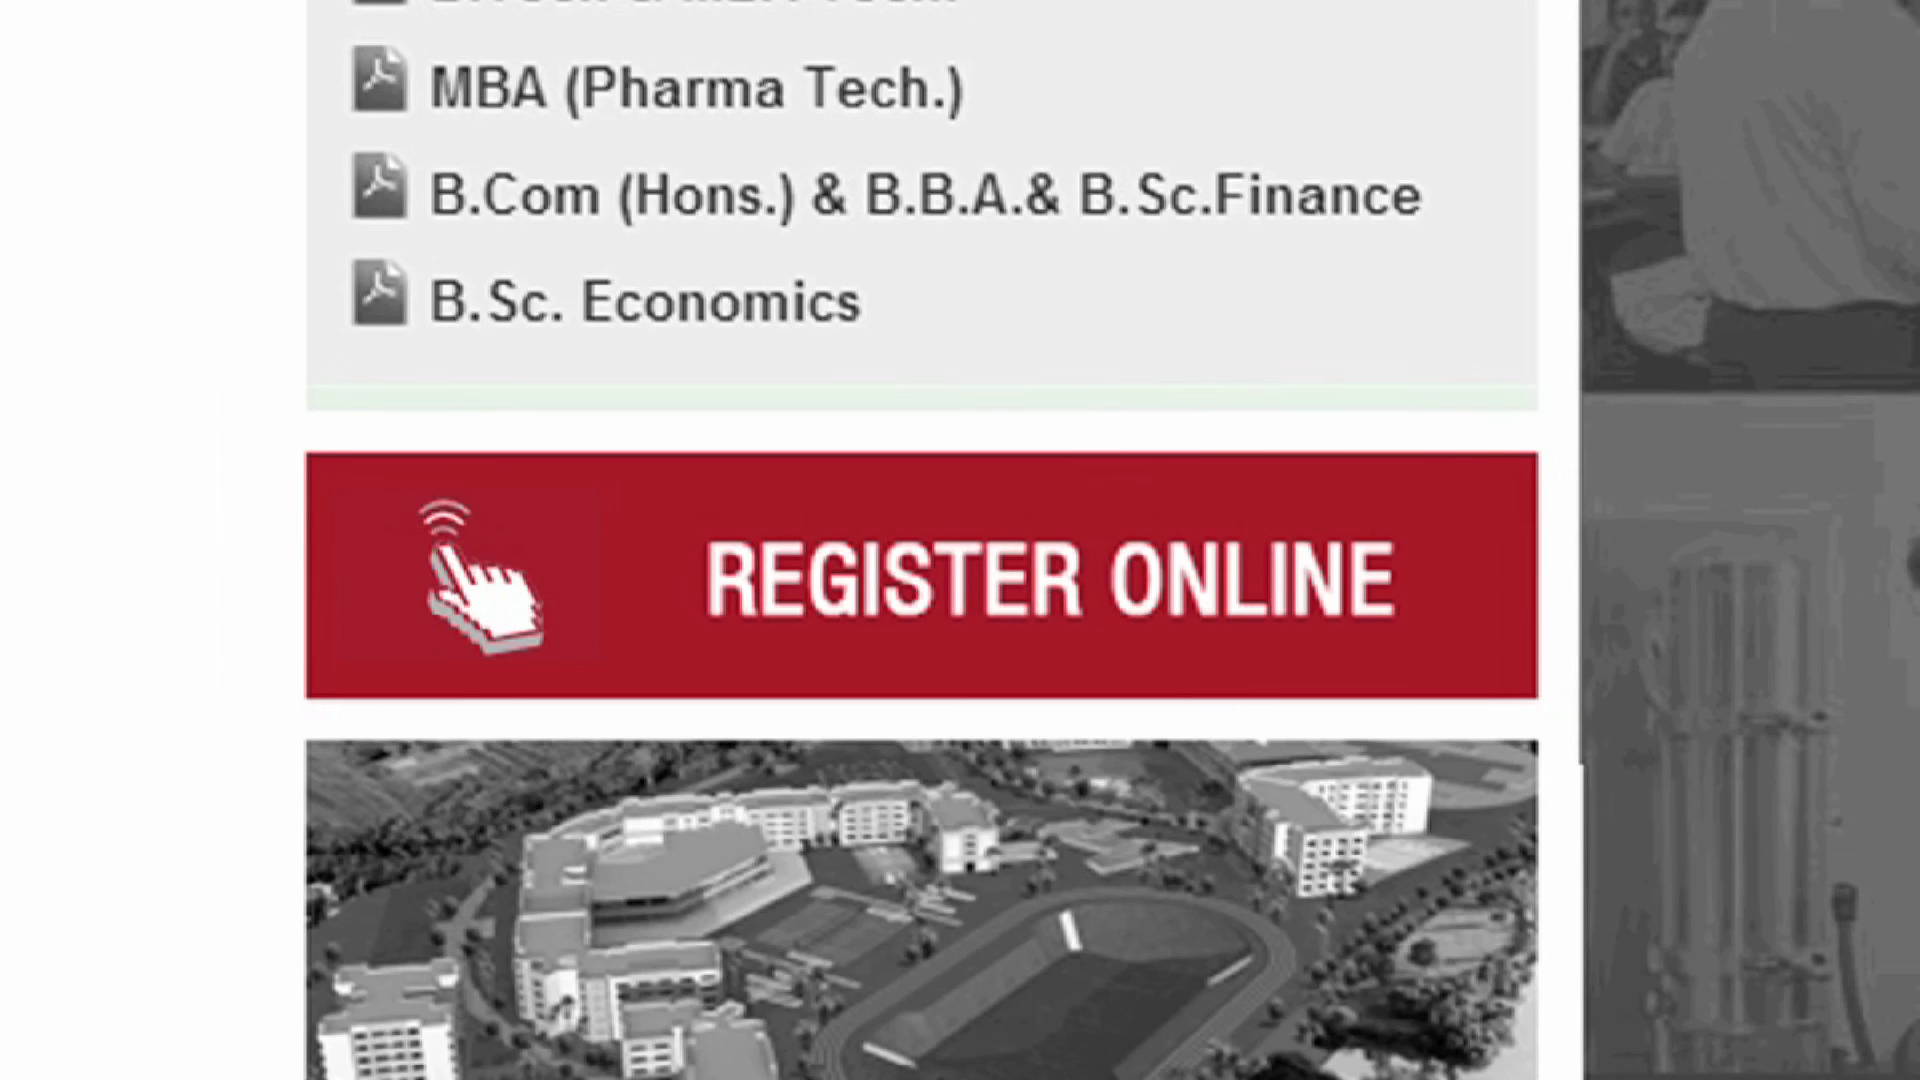 MBA (Pharma Tech.)
B.Com (Hons.) & B.B.A.& B.Sc.Finance
B.Sc. Economics
REGISTER ONLINE